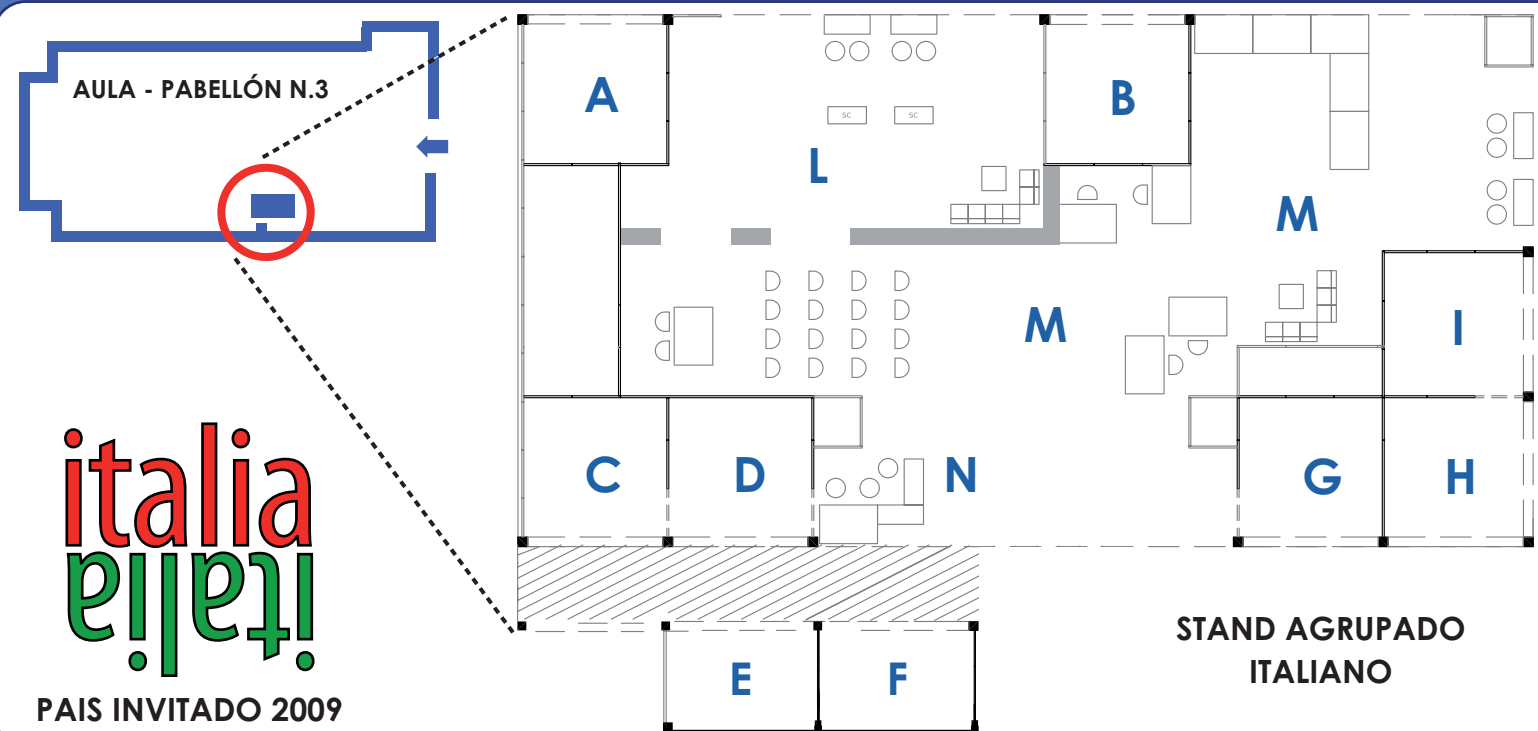 AULA - PABELLÓN N.3
A
B
SC
SC
L
M
M
I
C
D
N
G
H
italia
italia
PAIS INVITADO 2009
E
F
STAND AGRUPADO
ITALIANO